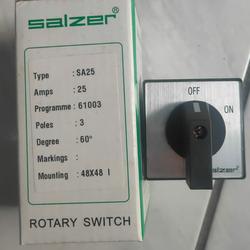 salzer
Type : SA25
Amps : 25
Programme : 61003
Poles : 3
Degree : 60°
Markings :
Mounting : 48X48 I
ROTARY SWITCH
OFF
ON